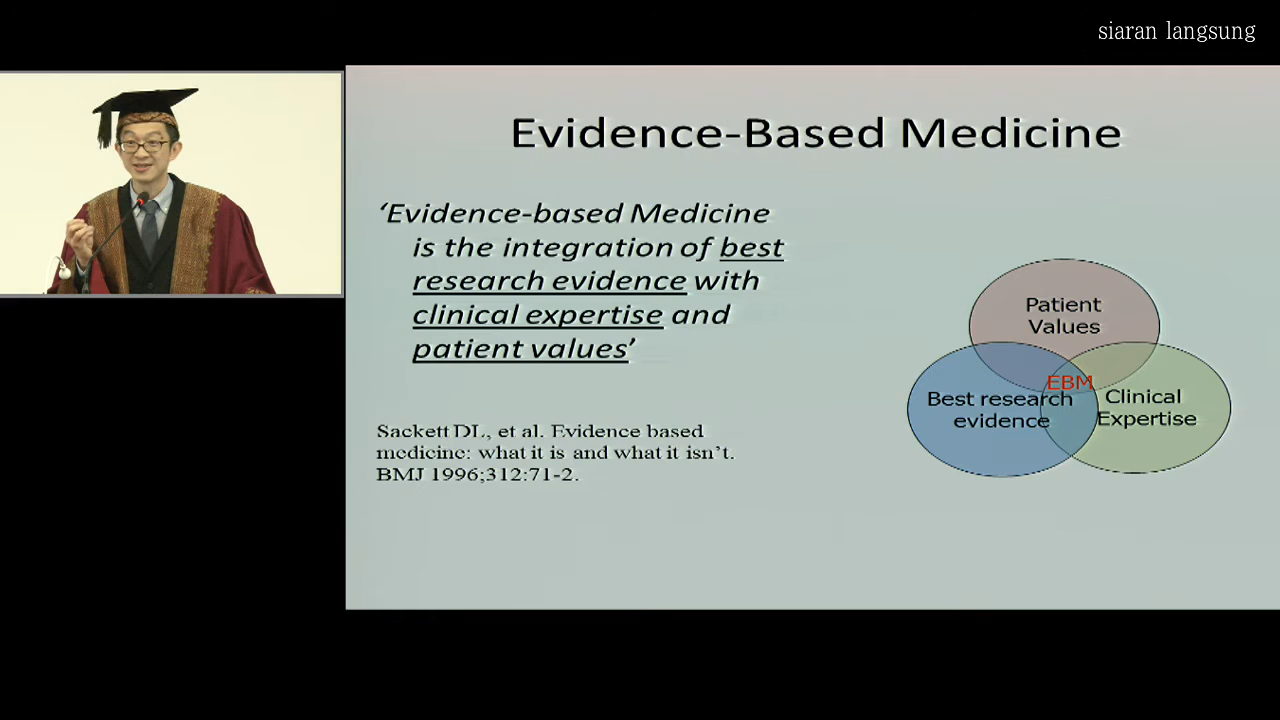 siaran langsung
Evidence-Based Medicine
‘Evidence-based Medicine
is the integration of best
research evidence with
clinical expertise and
patient values’
Sackett DL, et al. Evidence based
medicine: what it is and what it isn’t.
BMJ 1996;312:71-2.
Patient
Values
EBM
Best research
evidence
Clinical
Expertise